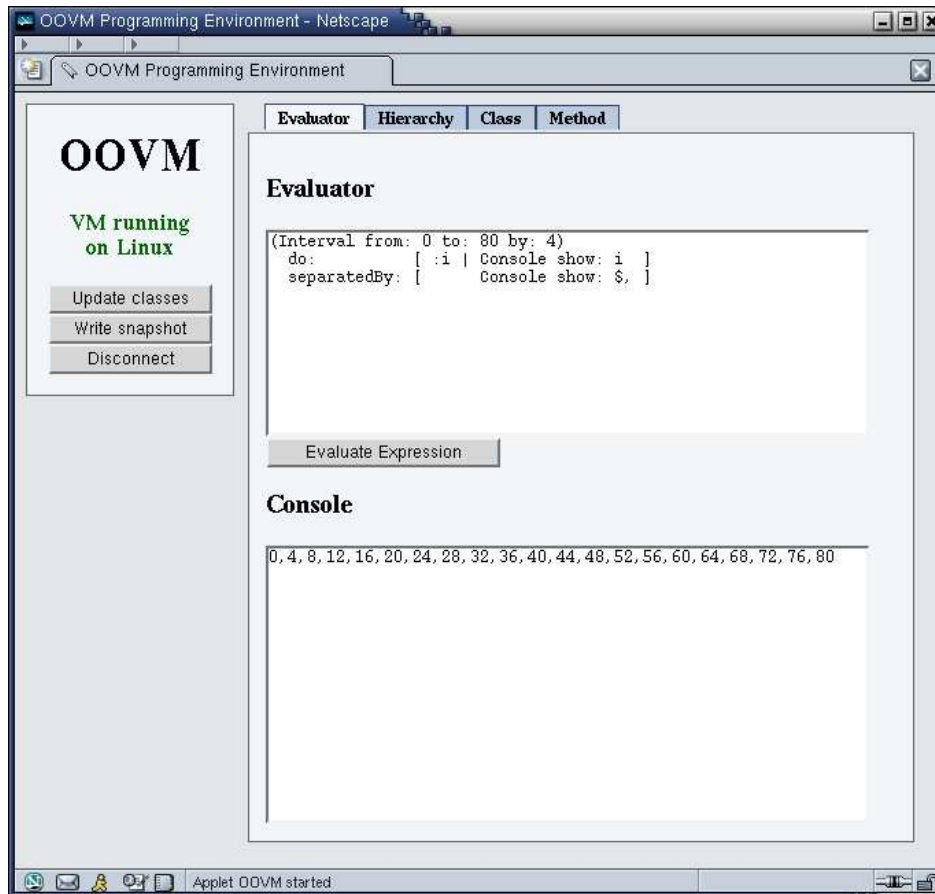 OOVM Programming Environment - Netscape
OOVM Programming Environment
OOVM
VM running
on Linux
Update classes
Write snapshot
Disconnect
Evaluator Hierarchy Class Method
Evaluator
(Interval from: 0 to: 80 by: 4)
do: [ :i | Console show: i ]
separatedBy: [ Console show: $, ]
Evaluate Expression
Console
0,4,8,12,16,20,24,28,32,36,40,44,48,52,56,60,64,68,72,76,80
Applet OOVM started